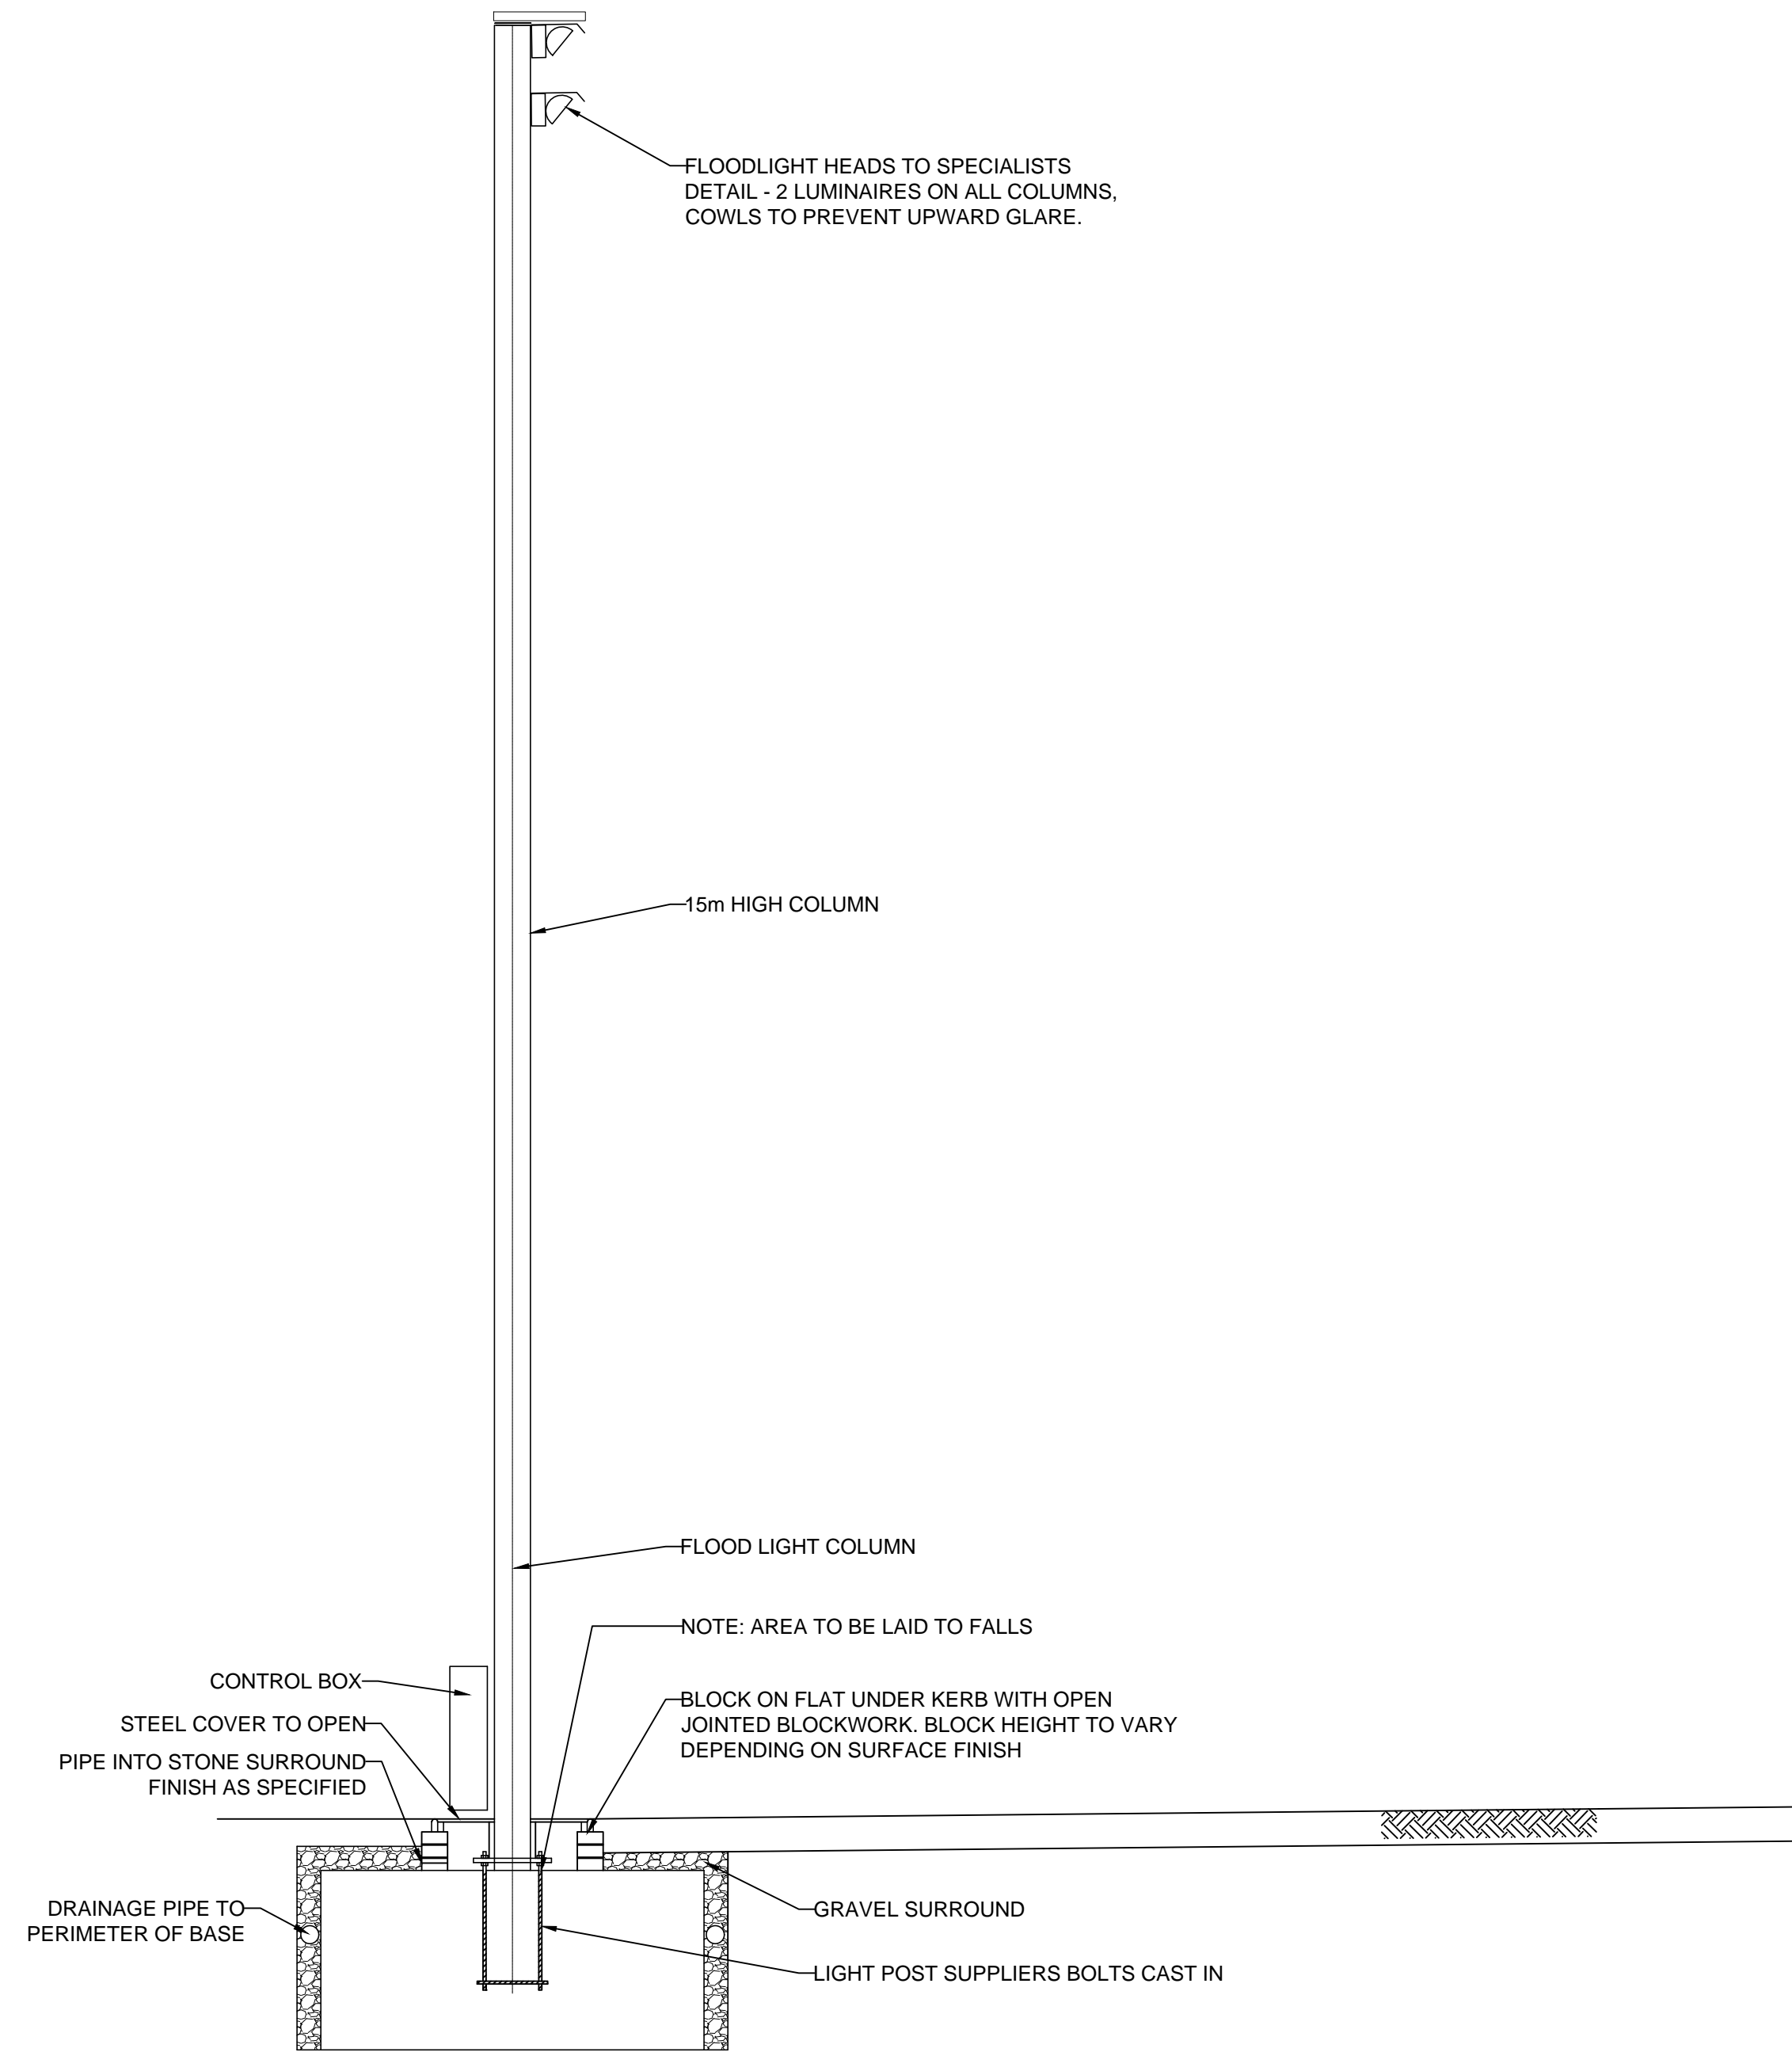 FLOODLIGHT HEADS TO SPECIALISTS
DETAIL - 2 LUMINAIRES ON ALL COLUMNS,
COWLS TO PREVENT UPWARD GLARE.
15m HIGH COLUMN
FLOOD LIGHT COLUMN
NOTE: AREA TO BE LAID TO FALLS
CONTROL BOX
BLOCK ON FLAT UNDER KERB WITH OPEN
JOINTED BLOCKWORK. BLOCK HEIGHT TO VARY
DEPENDING ON SURFACE FINISH
STEEL COVER TO OPEN
PIPE INTO STONE SURROUND
FINISH AS SPECIFIED
DRAINAGE PIPE TO
PERIMETER OF BASE
GRAVEL SURROUND
LIGHT POST SUPPLIERS BOLTS CAST IN